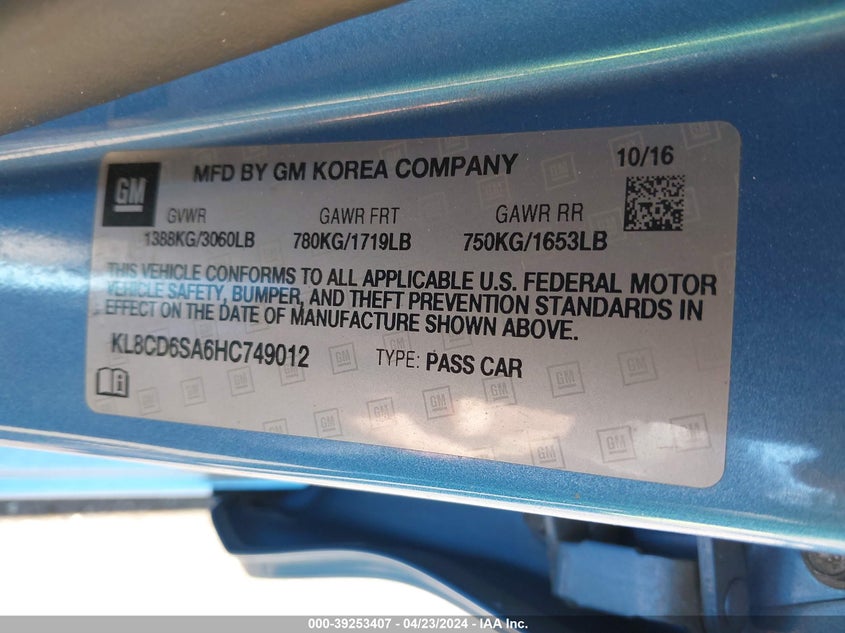 GM
MFD BY GM KOREA COMPANY 10/16
GVWR GAWR FRT GAWR RR
1388KG/3060LB 780KG/1719LB 750KG/1653LB
THIS VEHICLE CONFORMS TO ALL APPLICABLE U.S. FEDERAL MOTOR
VEHICLE SAFETY, BUMPER, AND THEFT PREVENTION STANDARDS IN
EFFECT ON THE DATE OF MANUFACTURE SHOWN ABOVE.
KL8CD6SA6HC749012 TYPE: PASS CAR
000-39253407 - 04/23/2024 - IAA Inc.